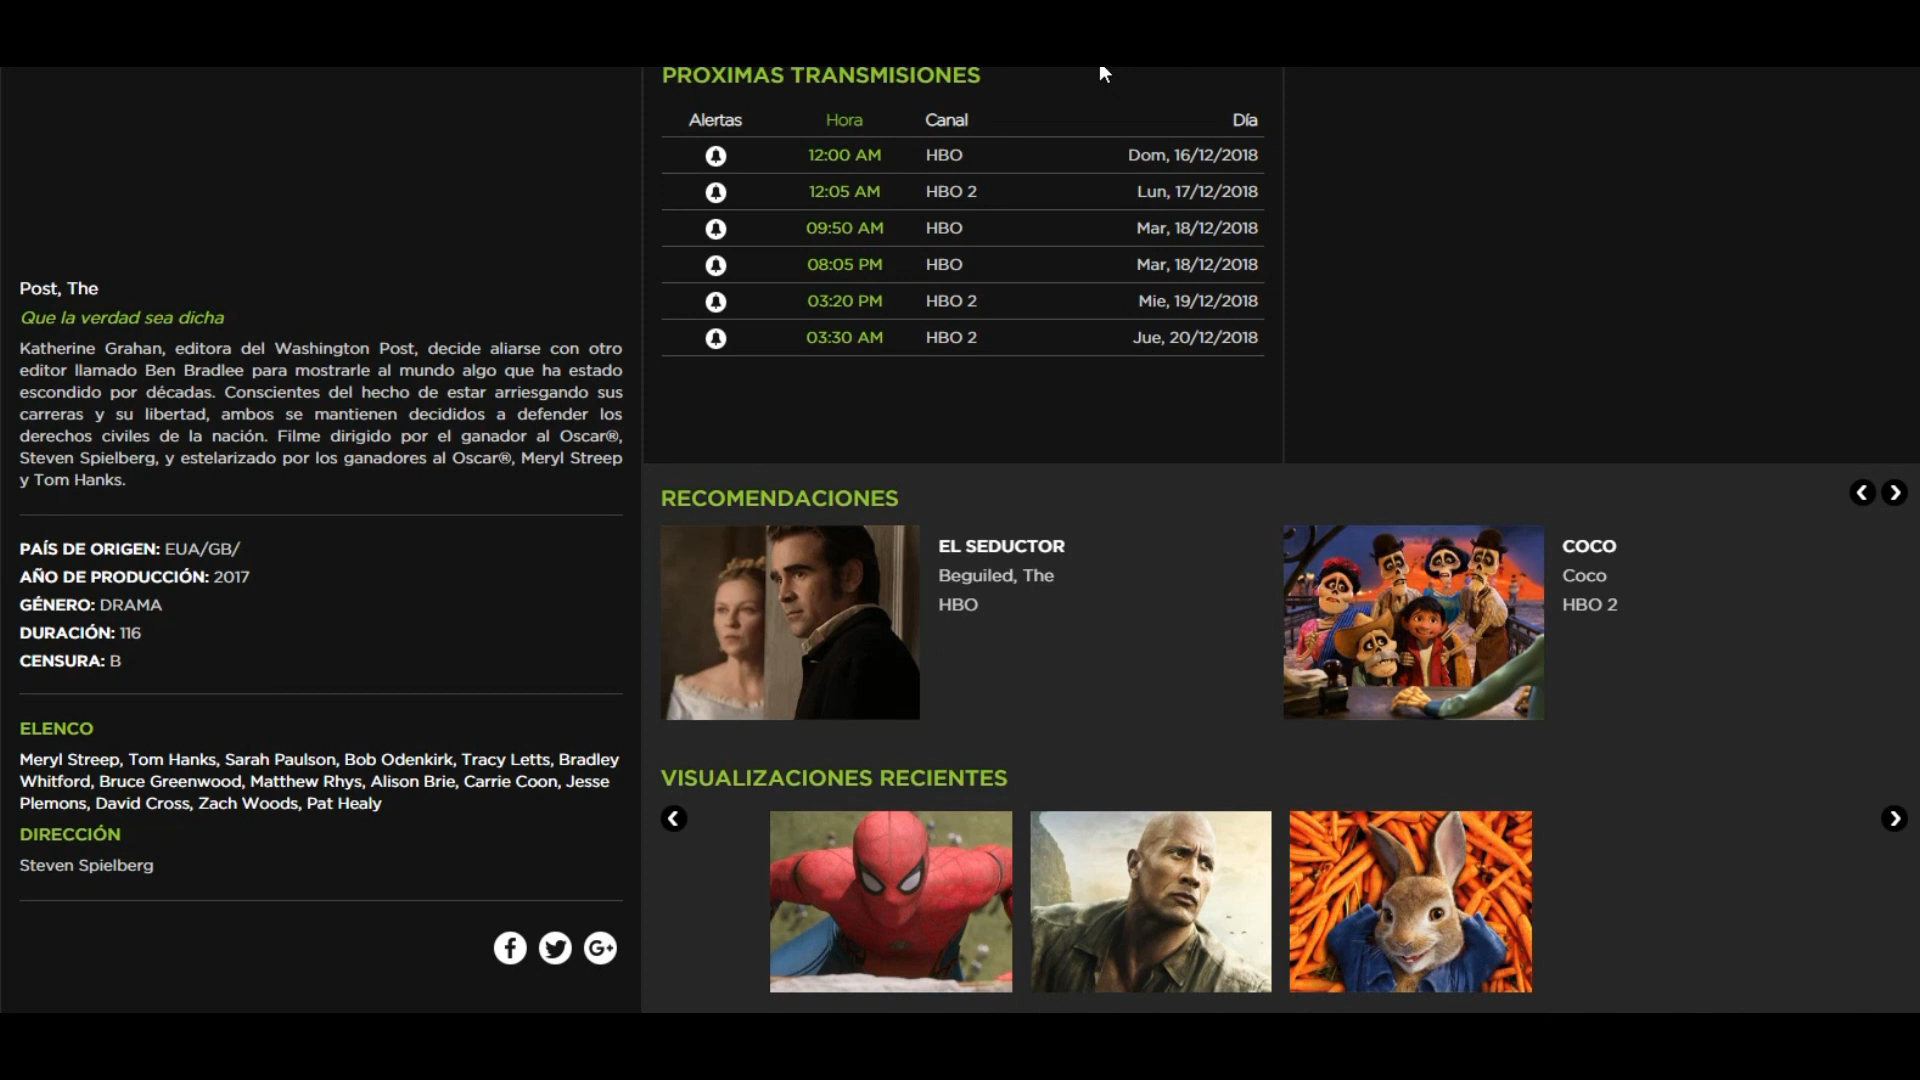 Post, The
Que la verdad sea dicha
Katherine Grahan, editora del Washington Post, decide aliarse con otro
editor llamado Ben Bradlee para mostrarle al mundo algo que ha estado
escondido por décadas. Conscientes del hecho de estar arriesgando sus
carreras y su libertad, ambos se mantienen decididos a defender los
derechos civiles de la nación. Filme dirigido por el ganador al Oscar®,
Steven Spielberg, y estelarizado por los ganadores al Oscar®, Meryl Streep
y Tom Hanks.
PAÍS DE ORIGEN: EUA/GB/
AÑO DE PRODUCCIÓN: 2017
GÉNERO: DRAMA
DURACIÓN: 116
CENSURA: B
ELENCO
Meryl Streep, Tom Hanks, Sarah Paulson, Bob Odenkirk, Tracy Letts, Bradley
Whitford, Bruce Greenwood, Matthew Rhys, Alison Brie, Carrie Coon, Jesse
Plemons, David Cross, Zach Woods, Pat Healy
DIRECCIÓN
Steven Spielberg
PROXIMAS TRANSMISIONES
Alertas Hora Canal Día
12:00 AM HBO Dom, 16/12/2018
12:05 AM HBO 2 Lun, 17/12/2018
09:50 AM HBO Mar, 18/12/2018
08:05 PM HBO Mar, 18/12/2018
03:20 PM HBO 2 Mie, 19/12/2018
03:30 AM HBO 2 Jue, 20/12/2018
RECOMENDACIONES
EL SEDUCTOR
Beguiled, The
HBO
COCO
Coco
HBO 2
VISUALIZACIONES RECIENTES